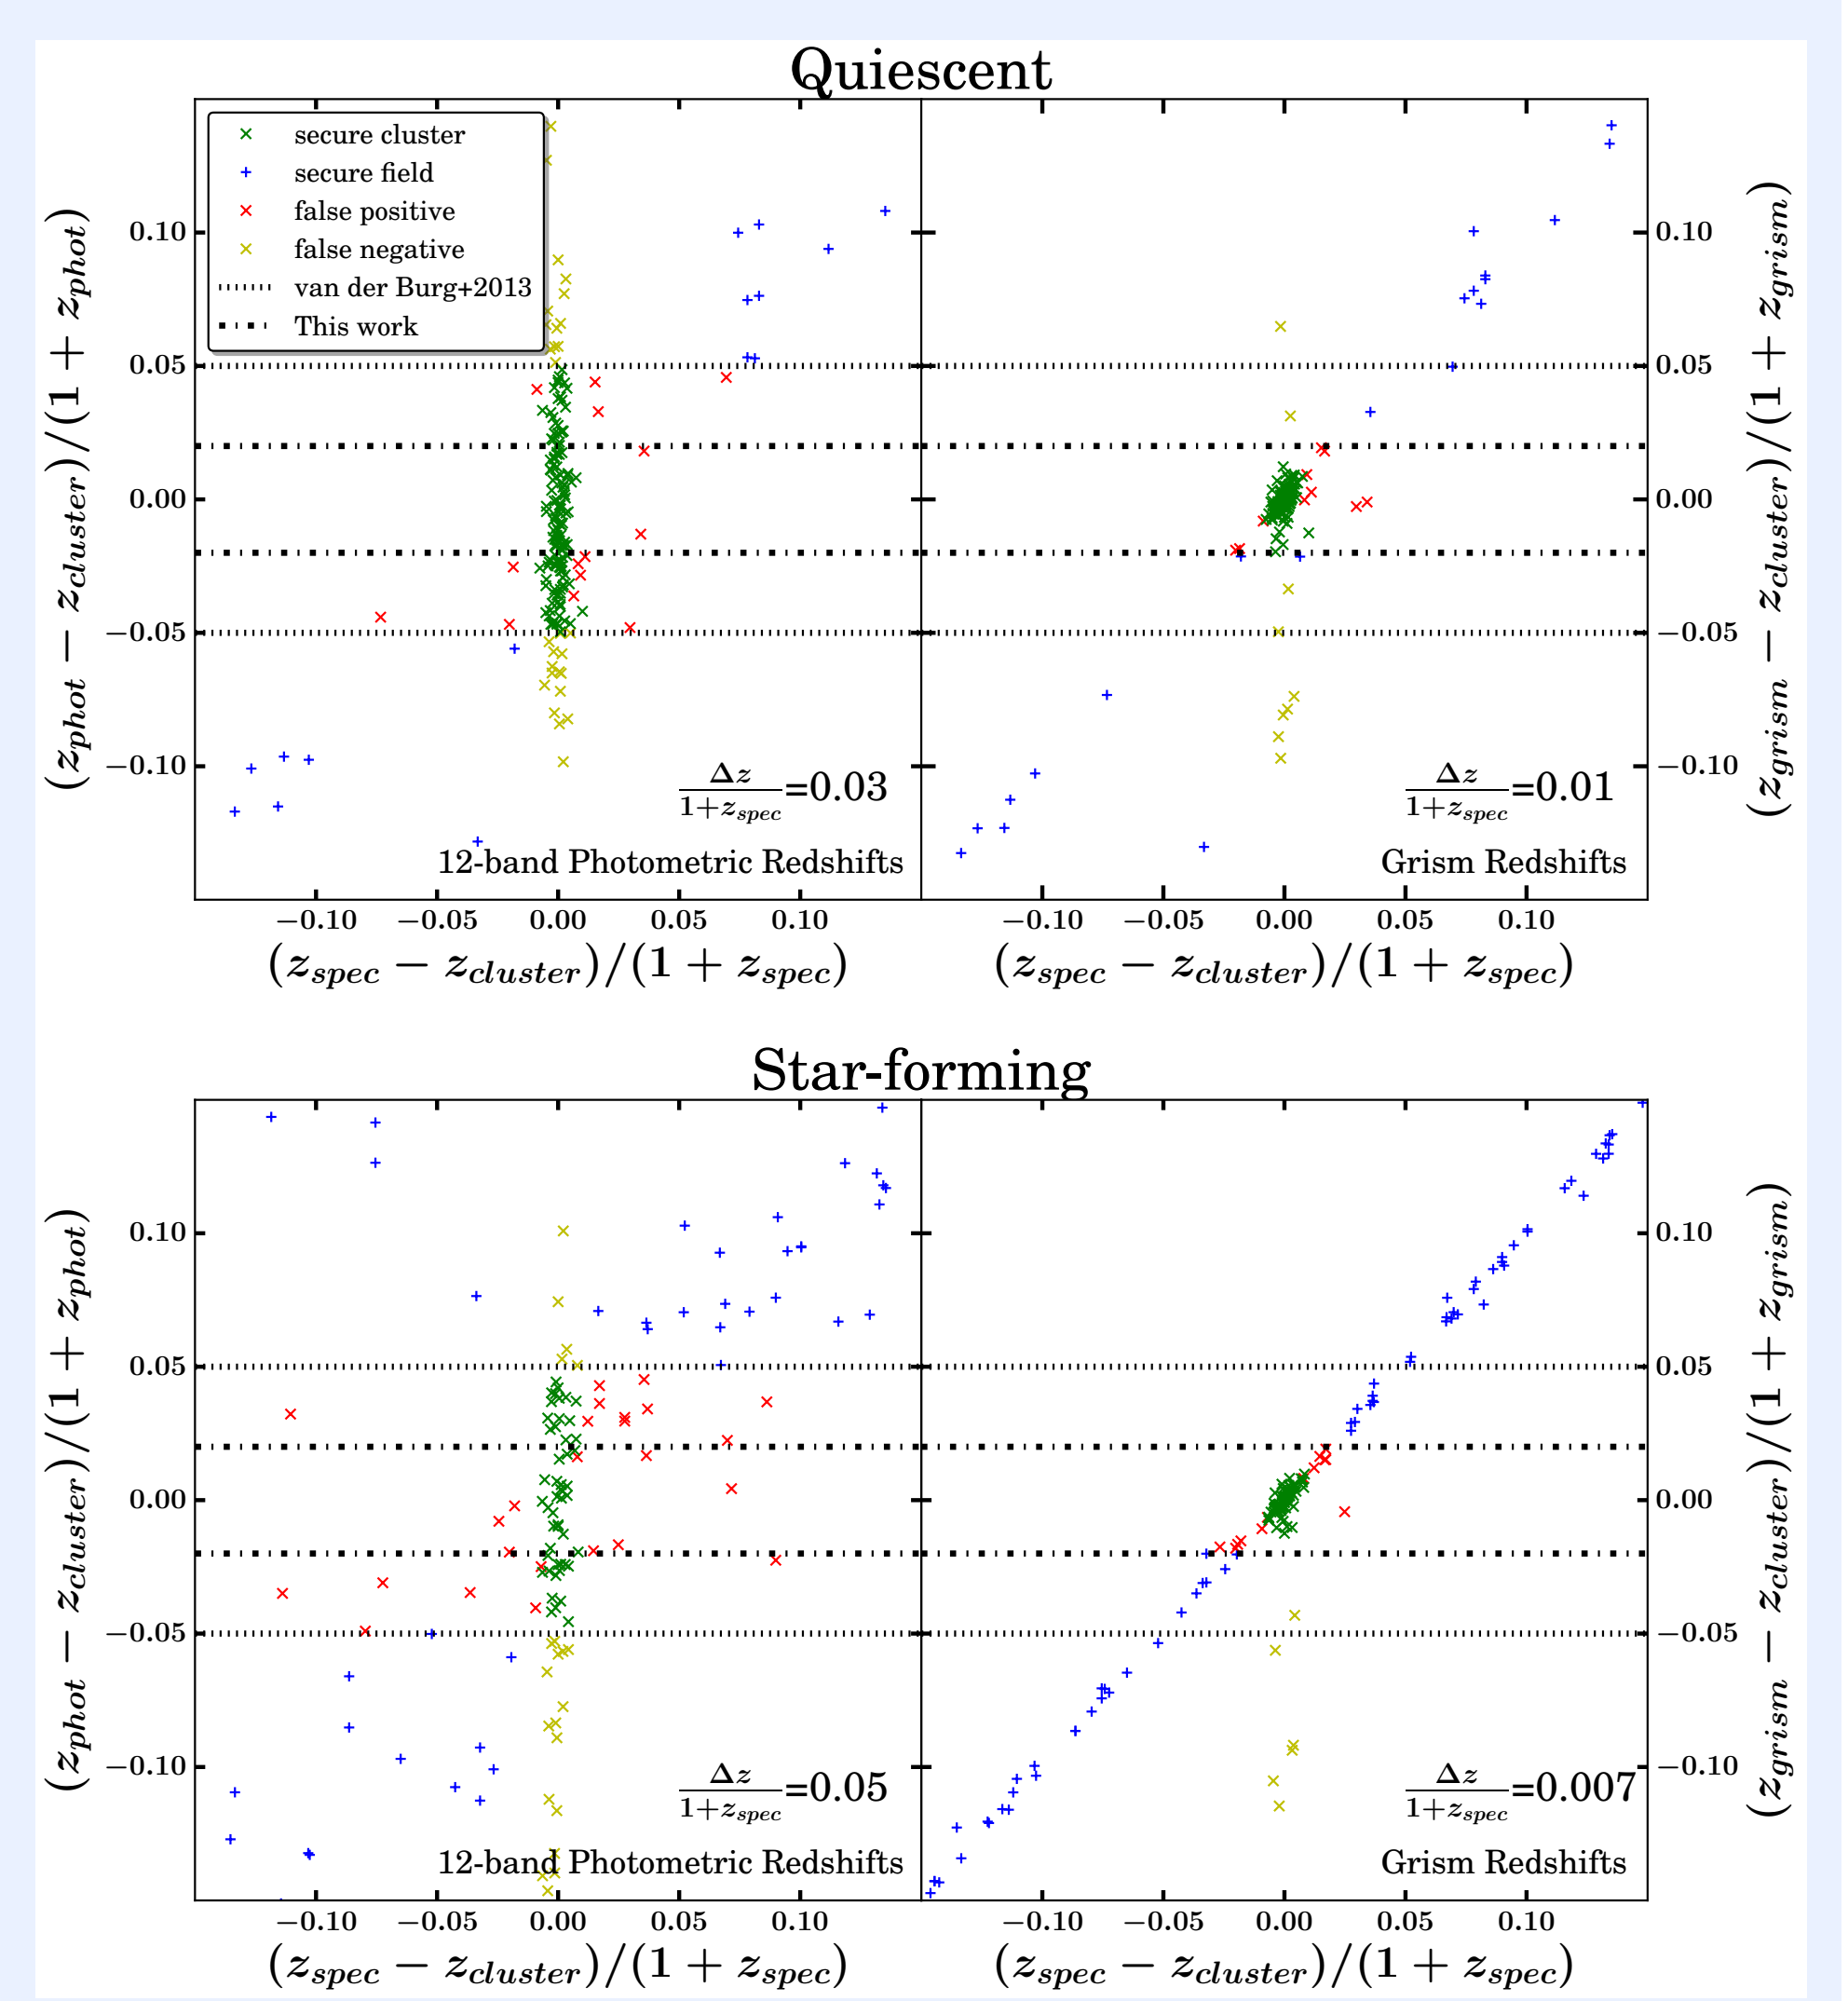 Quiescent
secure cluster
secure field
false positive
false negative
van der Burg+2013
This work
(z_phot − z_cluster)/(1 + z_phot)
0.10
0.05
0.00
−0.05
−0.10
Δz/(1+z_spec)=0.03
12-band Photometric Redshifts
−0.10 −0.05 0.00 0.05 0.10
(z_spec − z_cluster)/(1 + z_spec)
Δz/(1+z_spec)=0.01
Grism Redshifts
−0.10 −0.05 0.00 0.05 0.10
(z_spec − z_cluster)/(1 + z_spec)
0.10
0.05
0.00
−0.05
−0.10
(z_grism − z_cluster)/(1 + z_grism)
Star-forming
(z_phot − z_cluster)/(1 + z_phot)
0.10
0.05
0.00
−0.05
−0.10
Δz/(1+z_spec)=0.05
12-band Photometric Redshifts
−0.10 −0.05 0.00 0.05 0.10
(z_spec − z_cluster)/(1 + z_spec)
Δz/(1+z_spec)=0.007
Grism Redshifts
−0.10 −0.05 0.00 0.05 0.10
(z_spec − z_cluster)/(1 + z_spec)
0.10
0.05
0.00
−0.05
−0.10
(z_grism − z_cluster)/(1 + z_grism)